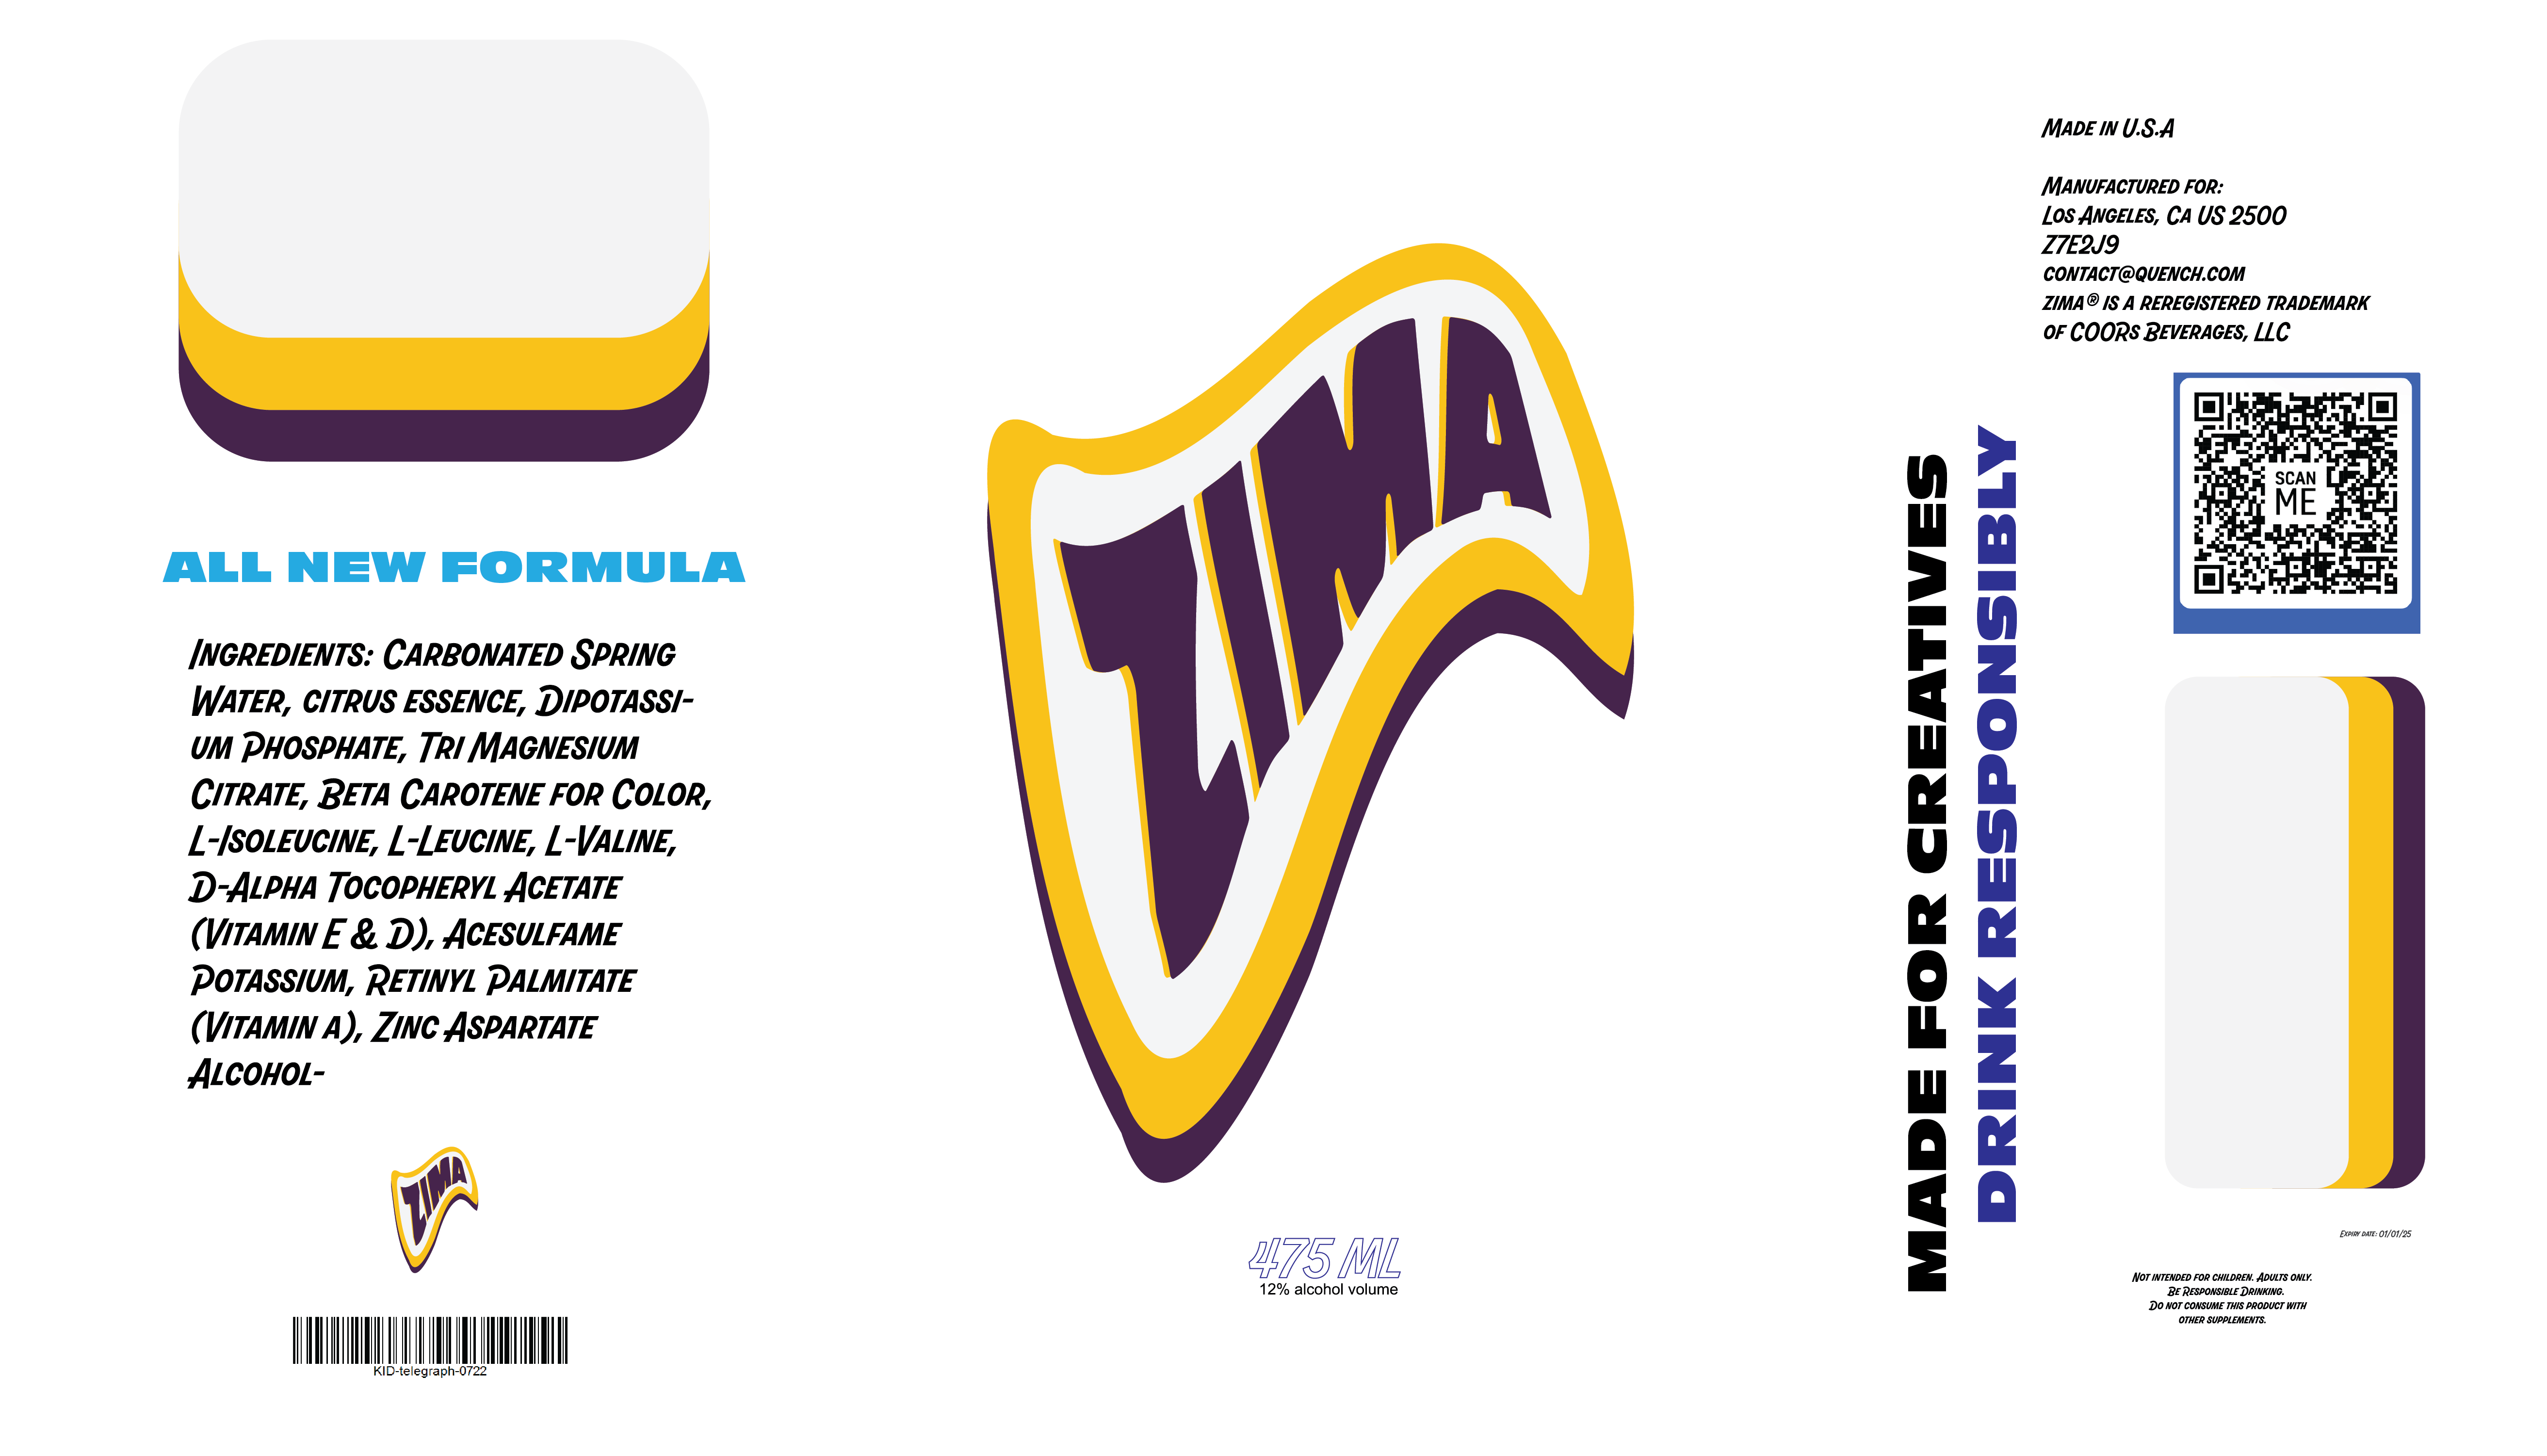 ALL NEW FORMULA
Ingredients: Carbonated Spring
Water, citrus essence, Dipotassi-
um Phosphate, Tri Magnesium
Citrate, Beta Carotene for Color,
L-Isoleucine, L-Leucine, L-Valine,
D-Alpha Tocopheryl Acetate
(Vitamin E & D), Acesulfame
Potassium, Retinyl Palmitate
(Vitamin a), Zinc Aspartate
Alcohol-
ZIMA
KID-telegraph-0722
ZIMA
475 ML
12% alcohol volume
MADE FOR CREATIVES
DRINK RESPONSIBLY
Made in U.S.A
Manufactured for:
Los Angeles, Ca US 2500
Z7E2J9
contact@quench.com
zima® is a reregistered trademark
of COORs Beverages, LLC
SCAN
ME
Expiry date: 01/01/25
Not intended for children. Adults only.
Be Responsible Drinking.
Do not consume this product with
other supplements.